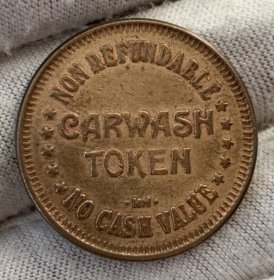 NON REFUNDABLE
CARWASH
TOKEN
NO CASH VALUE